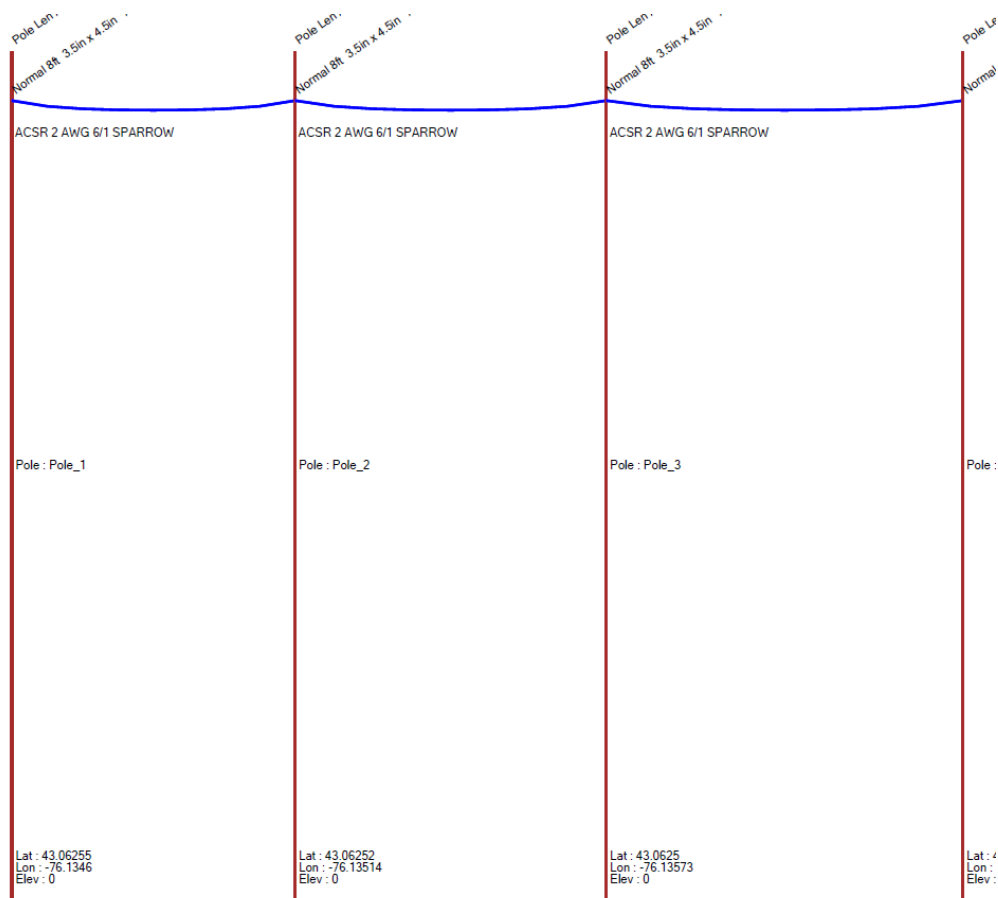 Pole Len
Pole Len
Pole Len
Pole Le
Normal 8ft 3.5in x 4.5in
Normal 8ft 3.5in x 4.5in
Normal 8ft 3.5in x 4.5in
Normal
ACSR 2 AWG 6/1 SPARROW
ACSR 2 AWG 6/1 SPARROW
ACSR 2 AWG 6/1 SPARROW
Pole : Pole_1
Pole : Pole_2
Pole : Pole_3
Pole :
Lat : 43.06255
Lon : -76.1346
Elev : 0
Lat : 43.06252
Lon : -76.13514
Elev : 0
Lat : 43.0625
Lon : -76.13573
Elev : 0
Lat : 4
Lon :
Elev :